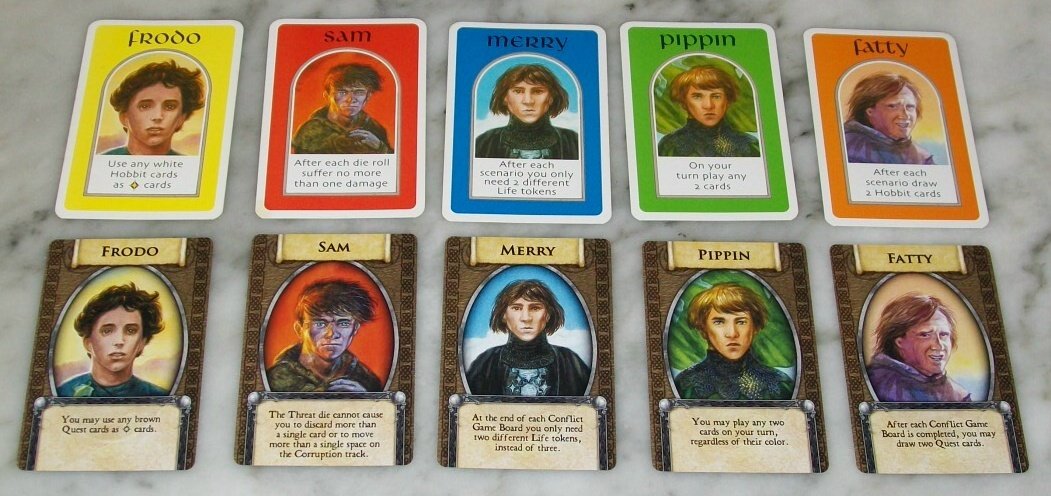 FRODO
Use any white
Hobbit cards
as cards
SAM
After each die roll
suffer no more
than one damage
MERRY
After each
scenario you only
need 2 different
Life tokens
PIPPIN
On your
turn play any
2 cards
FATTY
After each
scenario draw
2 Hobbit cards
FRODO
You may use any brown
Quest cards as cards.
SAM
The Threat die cannot cause
you to discard more than
a single card or to move
more than a single space on
the Corruption track.
MERRY
At the end of each Conflict
Game Board you only need
two different Life tokens,
instead of three.
PIPPIN
You may play any two
cards on your turn,
regardless of their color.
FATTY
After each Conflict Game
Board is completed, you may
draw two Quest cards.